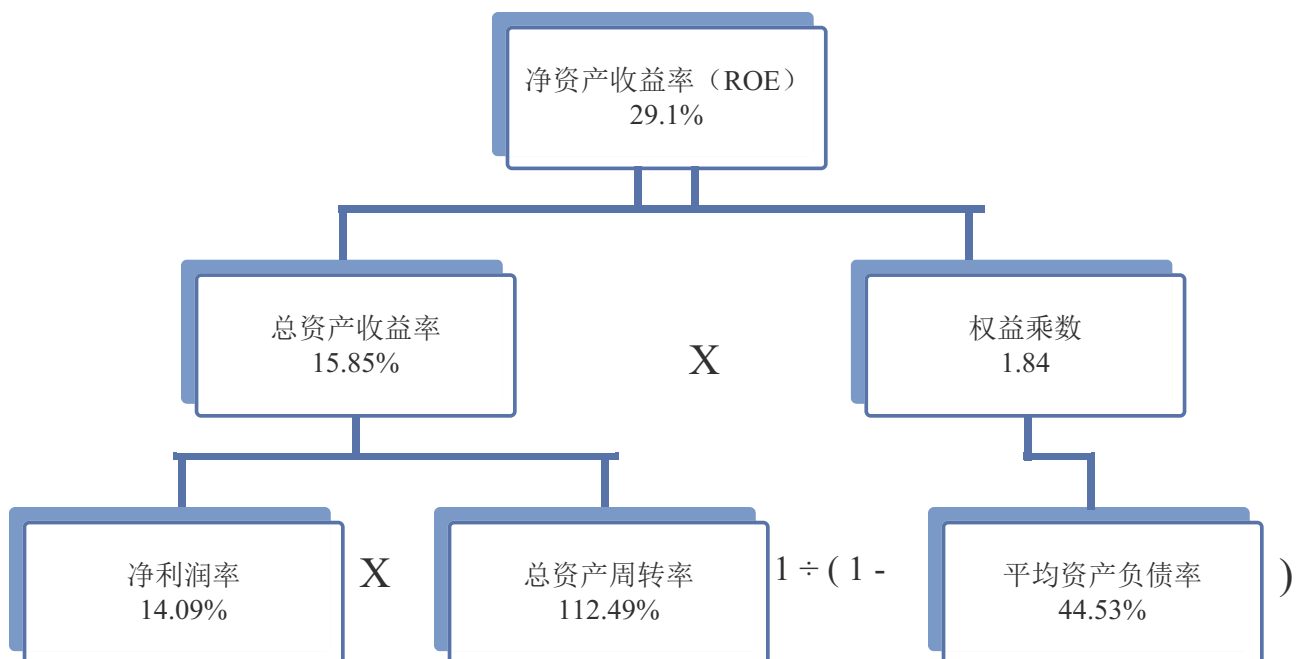 净资产收益率（ROE）
29.1%
总资产收益率
15.85%
X
权益乘数
1.84
净利润率
14.09%
X
总资产周转率
112.49%
1 ÷ ( 1 -
平均资产负债率
44.53%
)